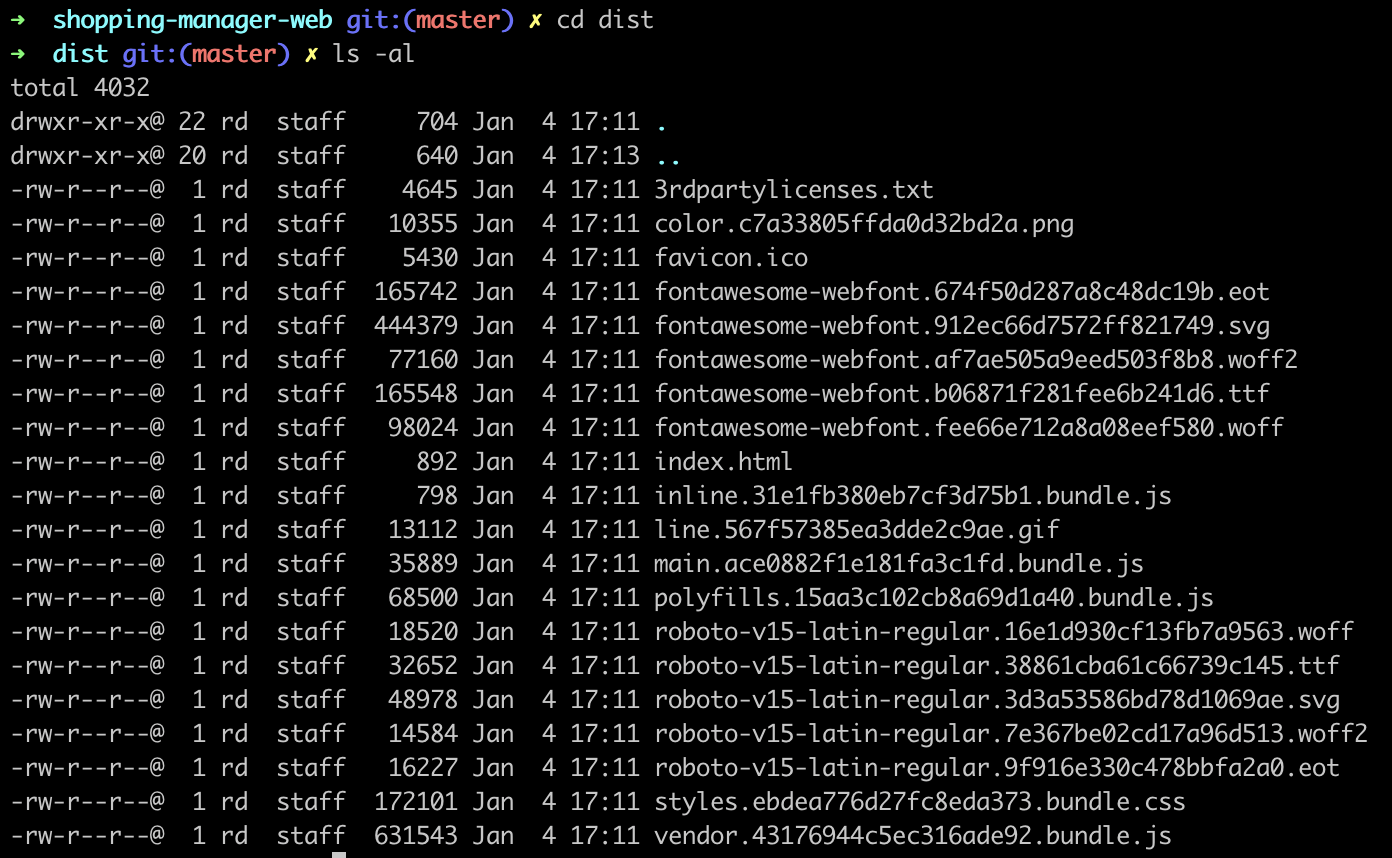 ➜  shopping-manager-web git:(master) ✗ cd dist
➜  dist git:(master) ✗ ls -al
total 4032
drwxr-xr-x@ 22 rd  staff     704 Jan  4 17:11 .
drwxr-xr-x@ 20 rd  staff     640 Jan  4 17:13 ..
-rw-r--r--@  1 rd  staff    4645 Jan  4 17:11 3rdpartylicenses.txt
-rw-r--r--@  1 rd  staff   10355 Jan  4 17:11 color.c7a33805ffda0d32bd2a.png
-rw-r--r--@  1 rd  staff    5430 Jan  4 17:11 favicon.ico
-rw-r--r--@  1 rd  staff  165742 Jan  4 17:11 fontawesome-webfont.674f50d287a8c48dc19b.eot
-rw-r--r--@  1 rd  staff  444379 Jan  4 17:11 fontawesome-webfont.912ec66d7572ff821749.svg
-rw-r--r--@  1 rd  staff   77160 Jan  4 17:11 fontawesome-webfont.af7ae505a9eed503f8b8.woff2
-rw-r--r--@  1 rd  staff  165548 Jan  4 17:11 fontawesome-webfont.b06871f281fee6b241d6.ttf
-rw-r--r--@  1 rd  staff   98024 Jan  4 17:11 fontawesome-webfont.fee66e712a8a08eef580.woff
-rw-r--r--@  1 rd  staff     892 Jan  4 17:11 index.html
-rw-r--r--@  1 rd  staff     798 Jan  4 17:11 inline.31e1fb380eb7cf3d75b1.bundle.js
-rw-r--r--@  1 rd  staff   13112 Jan  4 17:11 line.567f57385ea3dde2c9ae.gif
-rw-r--r--@  1 rd  staff   35889 Jan  4 17:11 main.ace0882f1e181fa3c1fd.bundle.js
-rw-r--r--@  1 rd  staff   68500 Jan  4 17:11 polyfills.15aa3c102cb8a69d1a40.bundle.js
-rw-r--r--@  1 rd  staff   18520 Jan  4 17:11 roboto-v15-latin-regular.16e1d930cf13fb7a9563.woff
-rw-r--r--@  1 rd  staff   32652 Jan  4 17:11 roboto-v15-latin-regular.38861cba61c66739c145.ttf
-rw-r--r--@  1 rd  staff   48978 Jan  4 17:11 roboto-v15-latin-regular.3d3a53586bd78d1069ae.svg
-rw-r--r--@  1 rd  staff   14584 Jan  4 17:11 roboto-v15-latin-regular.7e367be02cd17a96d513.woff2
-rw-r--r--@  1 rd  staff   16227 Jan  4 17:11 roboto-v15-latin-regular.9f916e330c478bbfa2a0.eot
-rw-r--r--@  1 rd  staff  172101 Jan  4 17:11 styles.ebdea776d27fc8eda373.bundle.css
-rw-r--r--@  1 rd  staff  631543 Jan  4 17:11 vendor.43176944c5ec316ade92.bundle.js